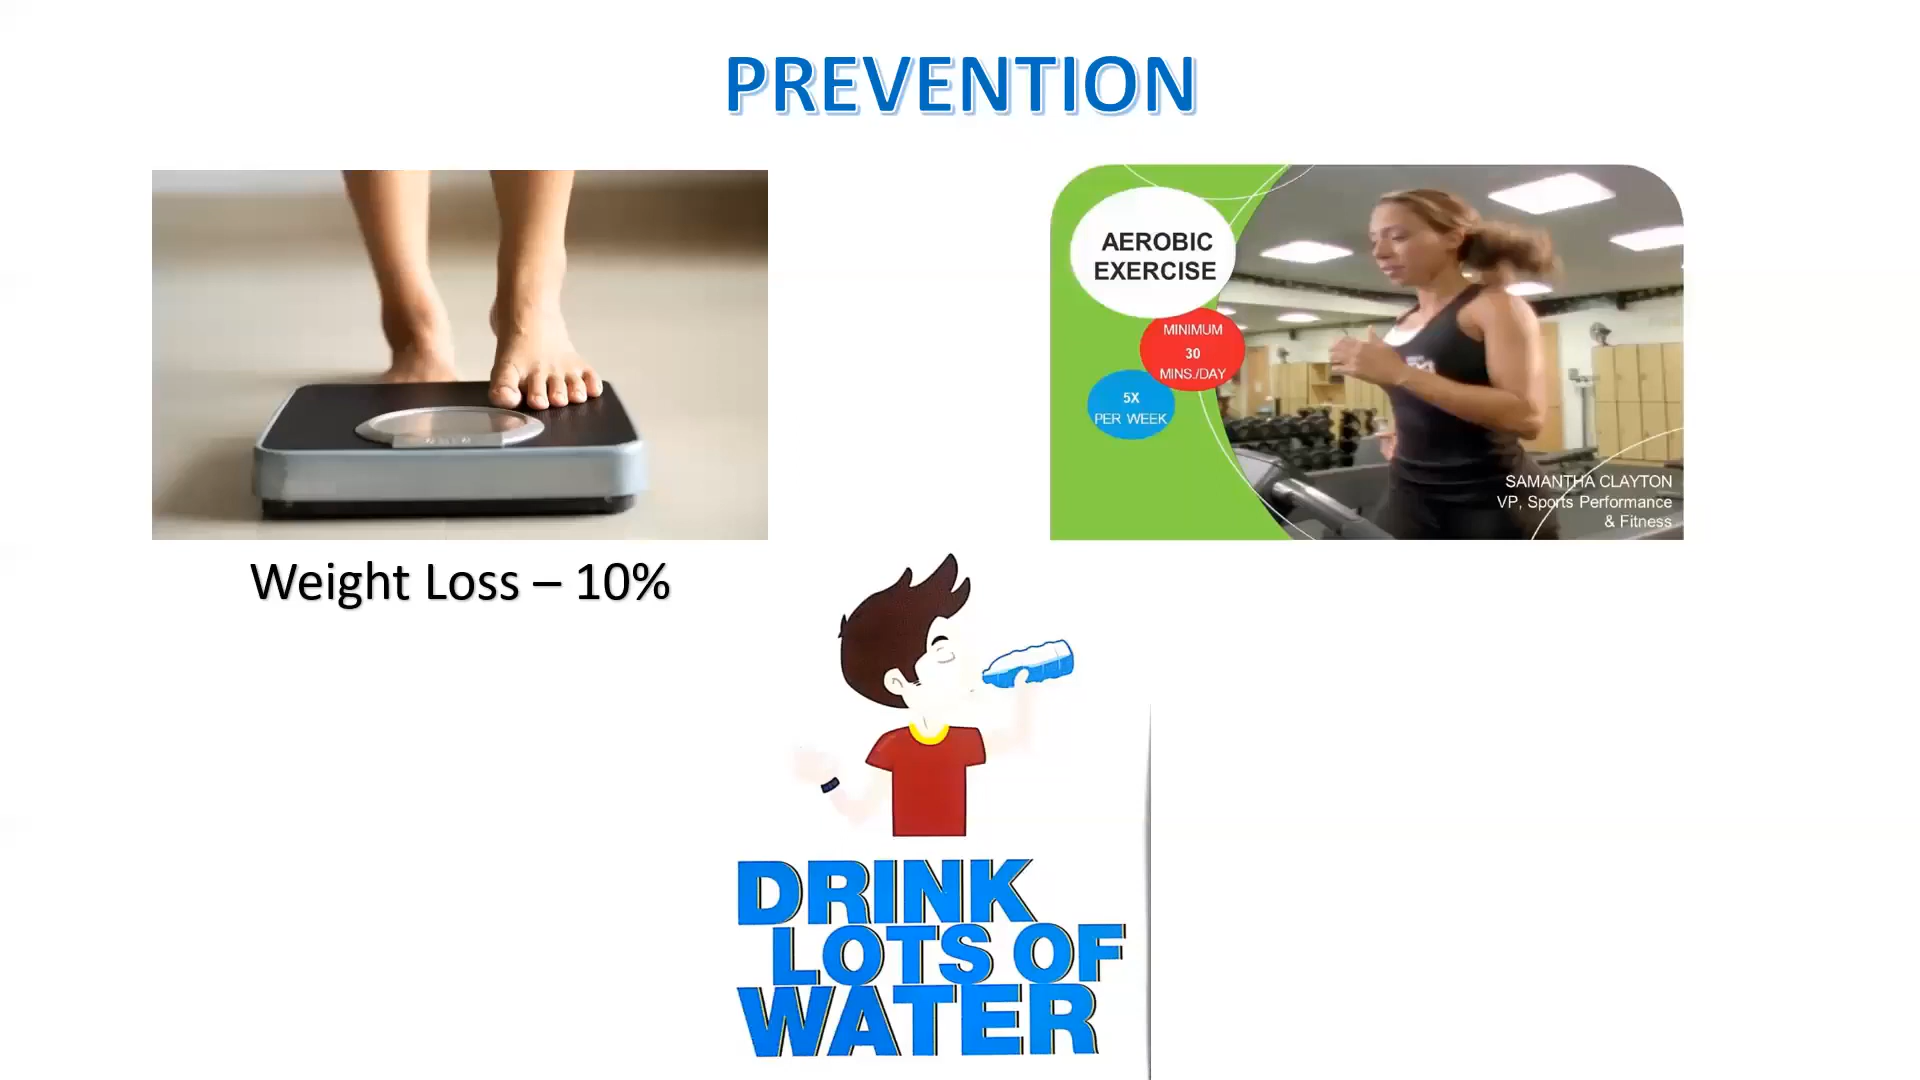 PREVENTION
AEROBIC
EXERCISE
MINIMUM
30
MINS./DAY
5X
PER WEEK
SAMANTHA CLAYTON
VP, Sports Performance
& Fitness
Weight Loss – 10%
DRINK
LOTS OF
WATER